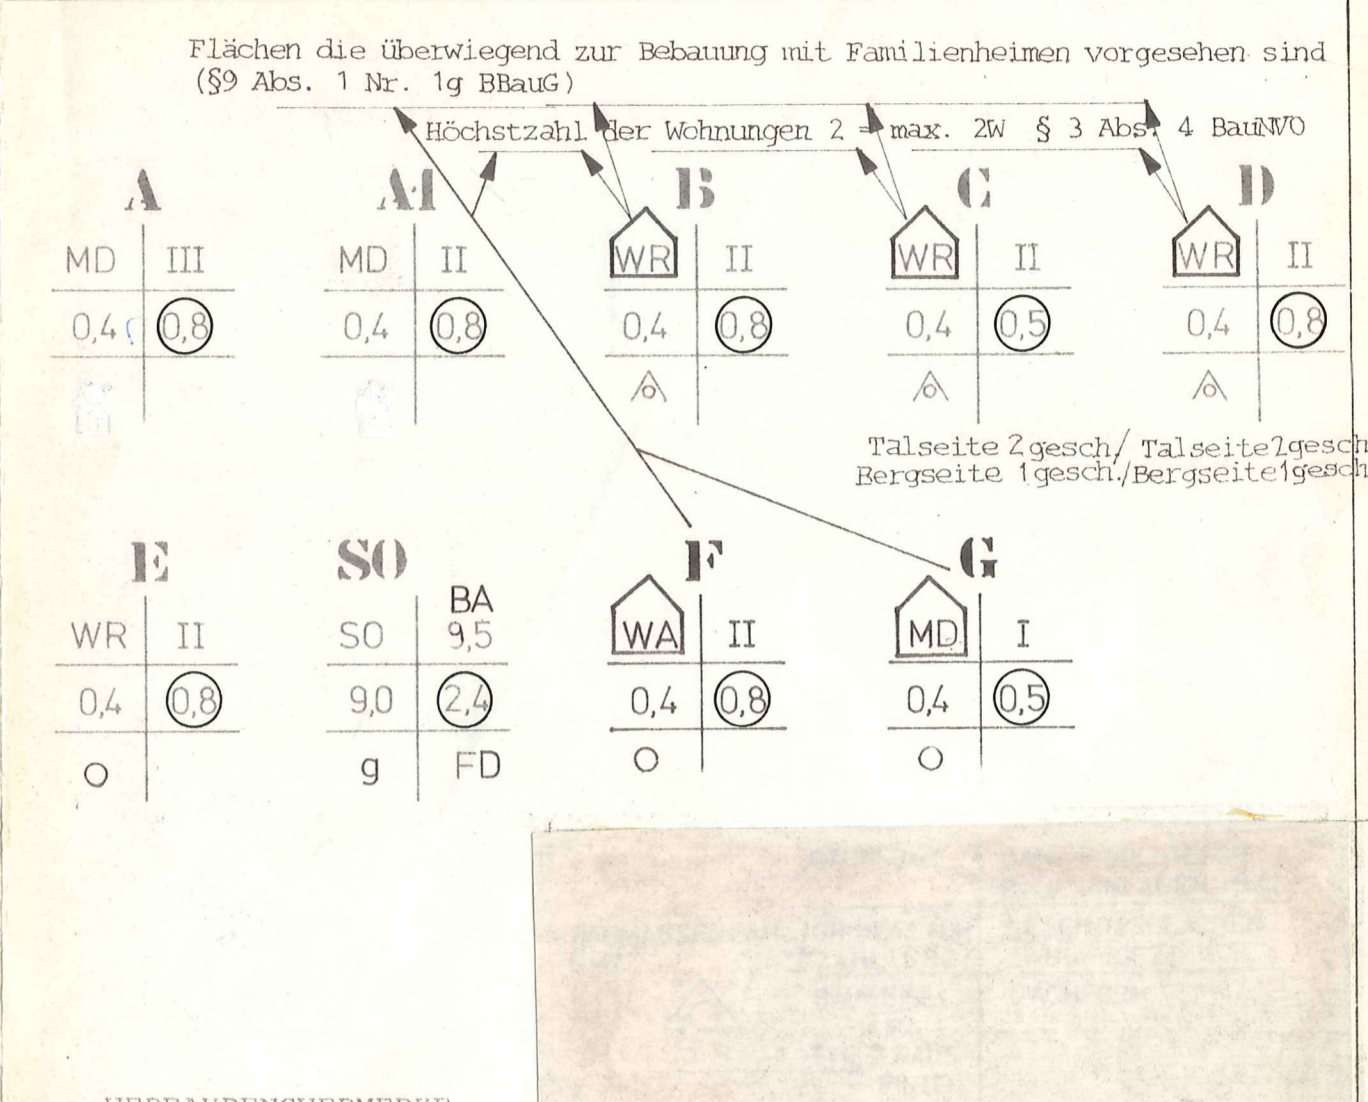 Flächen die überwiegend zur Bebauung mit Familienheimen vorgesehen sind
(§9 Abs. 1 Nr. 1g BBauG)
Höchstzahl der Wohnungen 2 = max. 2W § 3 Abs. 4 BauNVO
A A1 B C D
MD III MD II WR II WR II WR II
0,4 0,8 0,4 0,8 0,4 0,8 0,4 0,5 0,4 0,8
Talseite 2gesch/ Talseite2gesch
Bergseite 1gesch./Bergseite1gesch
E SO F G
BA
WR II SO 9,5 WA II MD I
0,4 0,8 9,0 2,4 0,4 0,8 0,4 0,5
O g FD O O